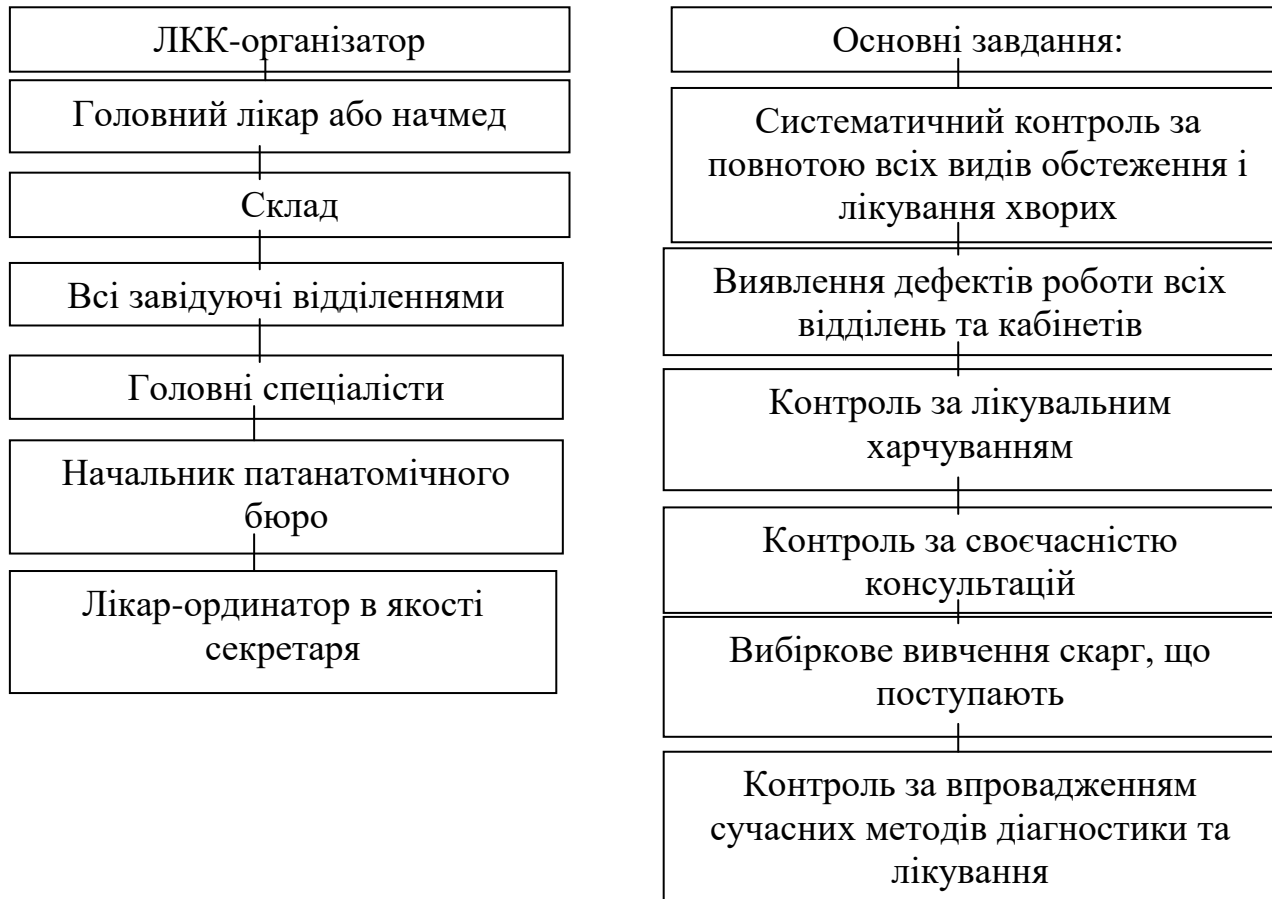 ЛКК-організатор
Головний лікар або начмед
Склад
Всі завідуючі відділеннями
Головні спеціалісти
Начальник патанатомічного
бюро
Лікар-ординатор в якості
секретаря
Основні завдання:
Систематичний контроль за
повнотою всіх видів обстеження і
лікування хворих
Виявлення дефектів роботи всіх
відділень та кабінетів
Контроль за лікувальним
харчуванням
Контроль за своєчасністю
консультацій
Вибіркове вивчення скарг, що
поступають
Контроль за впровадженням
сучасних методів діагностики та
лікування